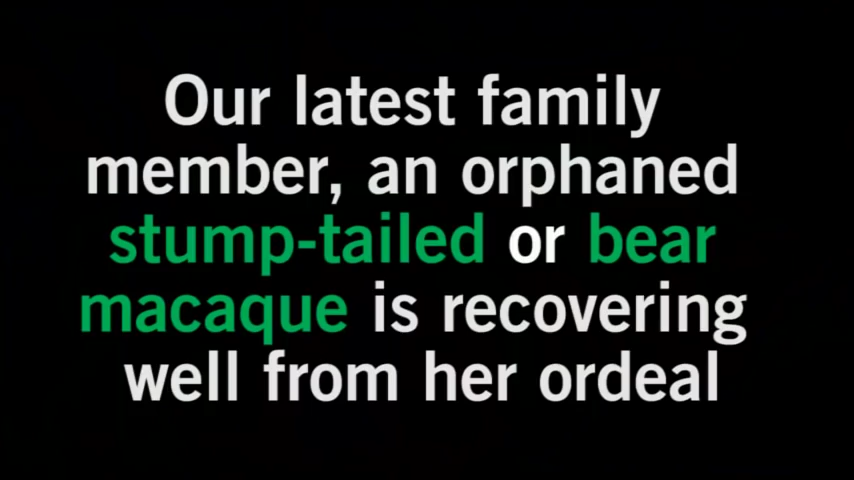 Our latest family
member, an orphaned
stump-tailed or bear
macaque is recovering
well from her ordeal